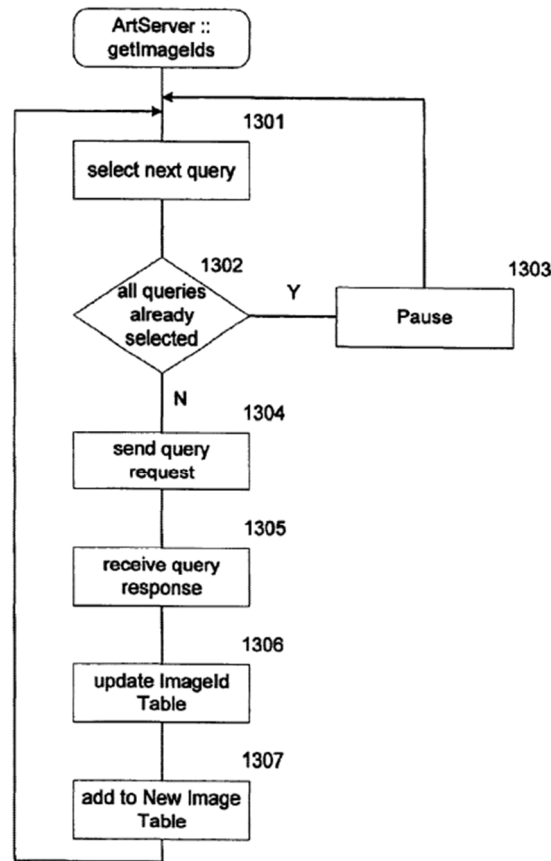 ArtServer ::
getImageIds
1301
select next query
1302
all queries
already
selected
Y
1303
Pause
N
1304
send query
request
1305
receive query
response
1306
update ImageId
Table
1307
add to New Image
Table